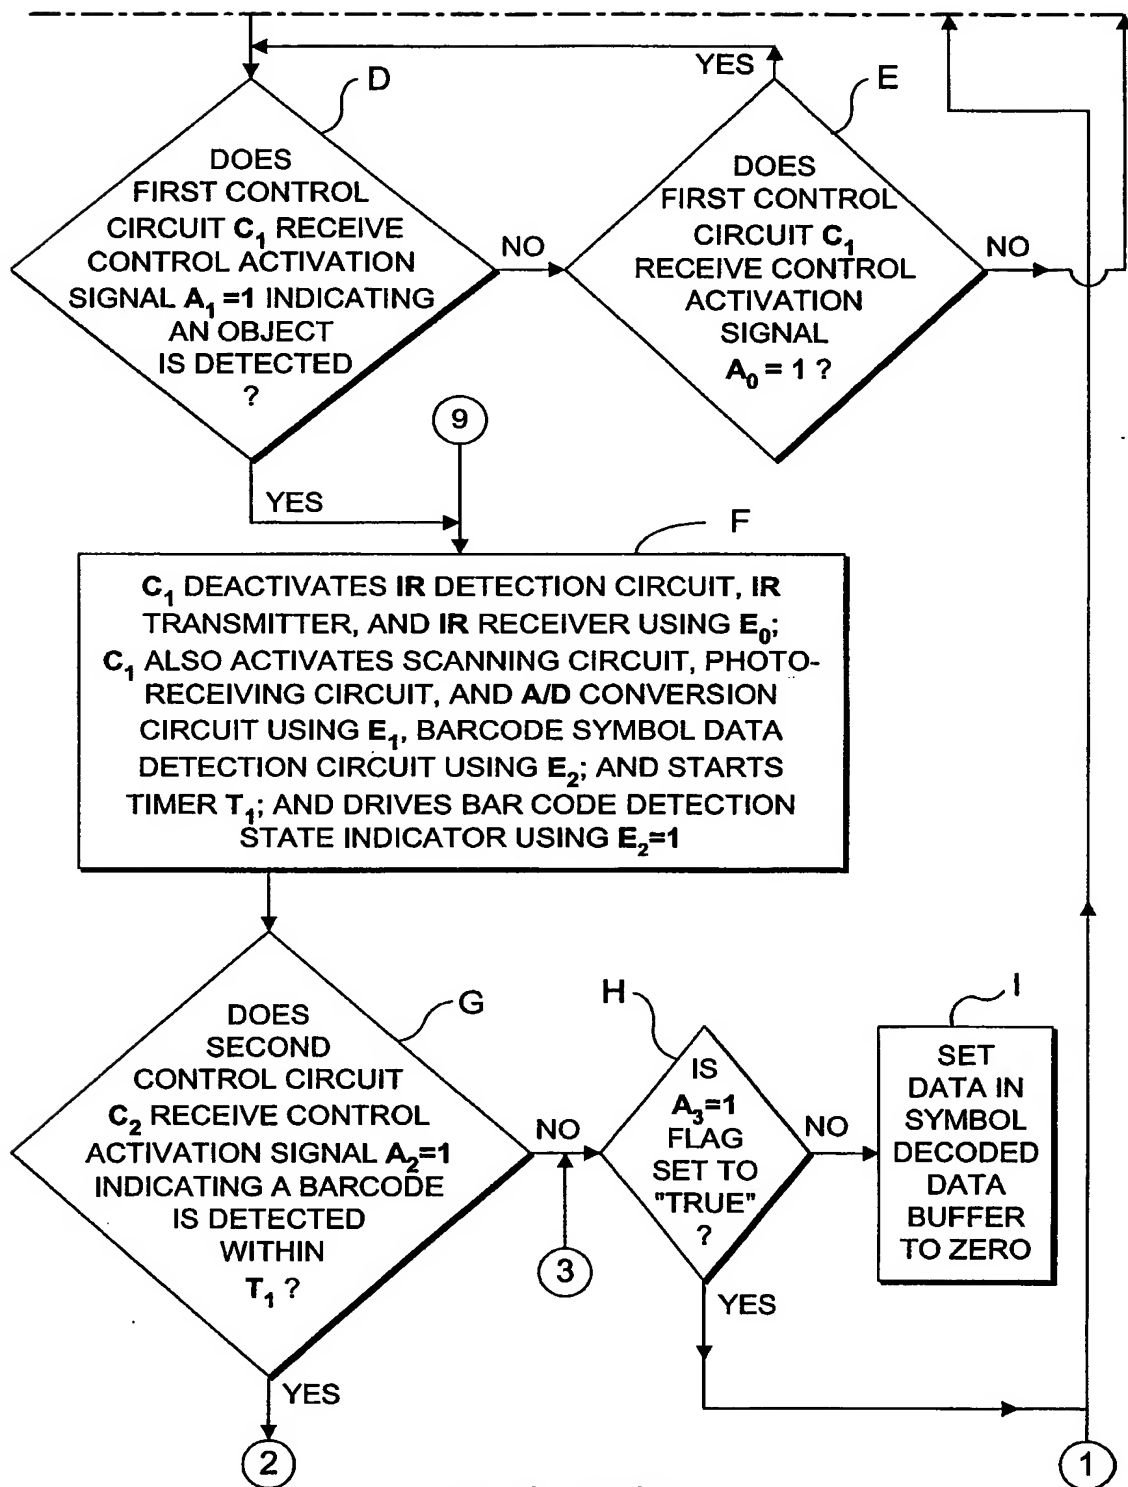 YES
D
E
DOES
FIRST CONTROL
CIRCUIT C₁ RECEIVE
CONTROL ACTIVATION
SIGNAL A₁ =1 INDICATING
AN OBJECT
IS DETECTED
?
NO
DOES
FIRST CONTROL
CIRCUIT C₁
RECEIVE CONTROL
ACTIVATION
SIGNAL
A₀ = 1 ?
NO
9
YES
F
C₁ DEACTIVATES IR DETECTION CIRCUIT, IR
TRANSMITTER, AND IR RECEIVER USING E₀;
C₁ ALSO ACTIVATES SCANNING CIRCUIT, PHOTO-
RECEIVING CIRCUIT, AND A/D CONVERSION
CIRCUIT USING E₁, BARCODE SYMBOL DATA
DETECTION CIRCUIT USING E₂; AND STARTS
TIMER T₁; AND DRIVES BAR CODE DETECTION
STATE INDICATOR USING E₂=1
G
H
I
DOES
SECOND
CONTROL CIRCUIT
C₂ RECEIVE CONTROL
ACTIVATION SIGNAL A₂=1
INDICATING A BARCODE
IS DETECTED
WITHIN
T₁ ?
NO
3
IS
A₃=1
FLAG
SET TO
"TRUE"
?
NO
SET
DATA IN
SYMBOL
DECODED
DATA
BUFFER
TO ZERO
YES
YES
2
1